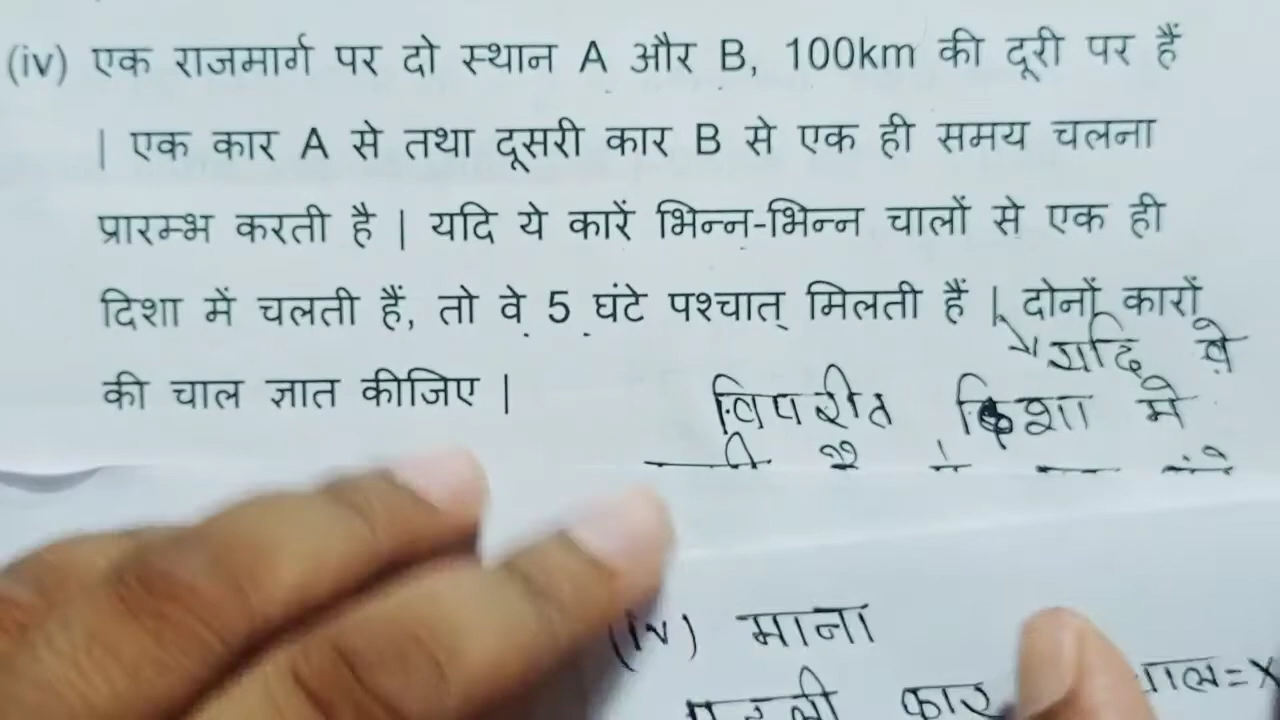 (iv) एक राजमार्ग पर दो स्थान A और B, 100km की दूरी पर हैं
| एक कार A से तथा दूसरी कार B से एक ही समय चलना
प्रारम्भ करती है | यदि ये कारें भिन्न-भिन्न चालों से एक ही
दिशा में चलती हैं, तो वे 5 घंटे पश्चात् मिलती हैं | दोनों कारों
यदि वे
की चाल ज्ञात कीजिए |
विपरीत दिशा मे
(iv) माना
कार